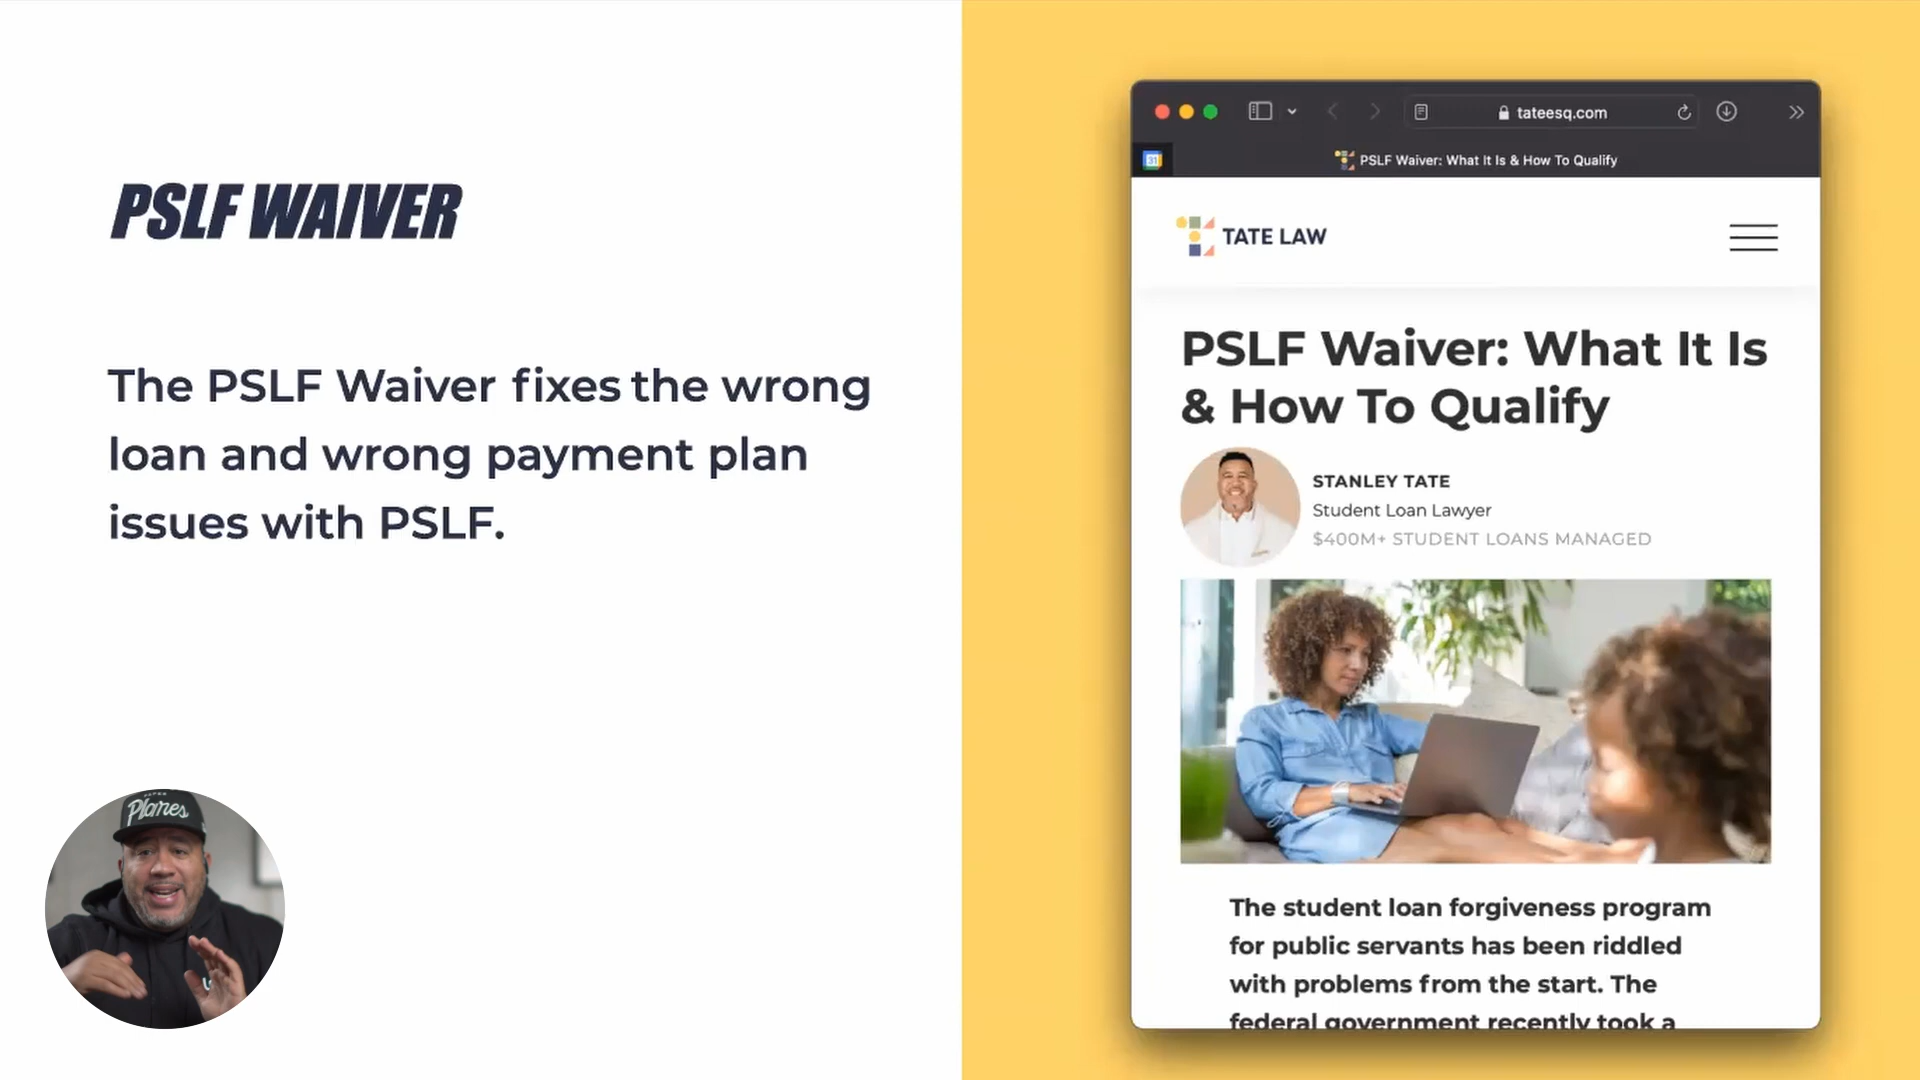 PSLF WAIVER
The PSLF Waiver fixes the wrong
loan and wrong payment plan
issues with PSLF.
Planes
tateesq.com
31
PSLF Waiver: What It Is & How To Qualify
TATE LAW
PSLF Waiver: What It Is
& How To Qualify
STANLEY TATE
Student Loan Lawyer
$400M+ STUDENT LOANS MANAGED
The student loan forgiveness program
for public servants has been riddled
with problems from the start. The
federal government recently took a